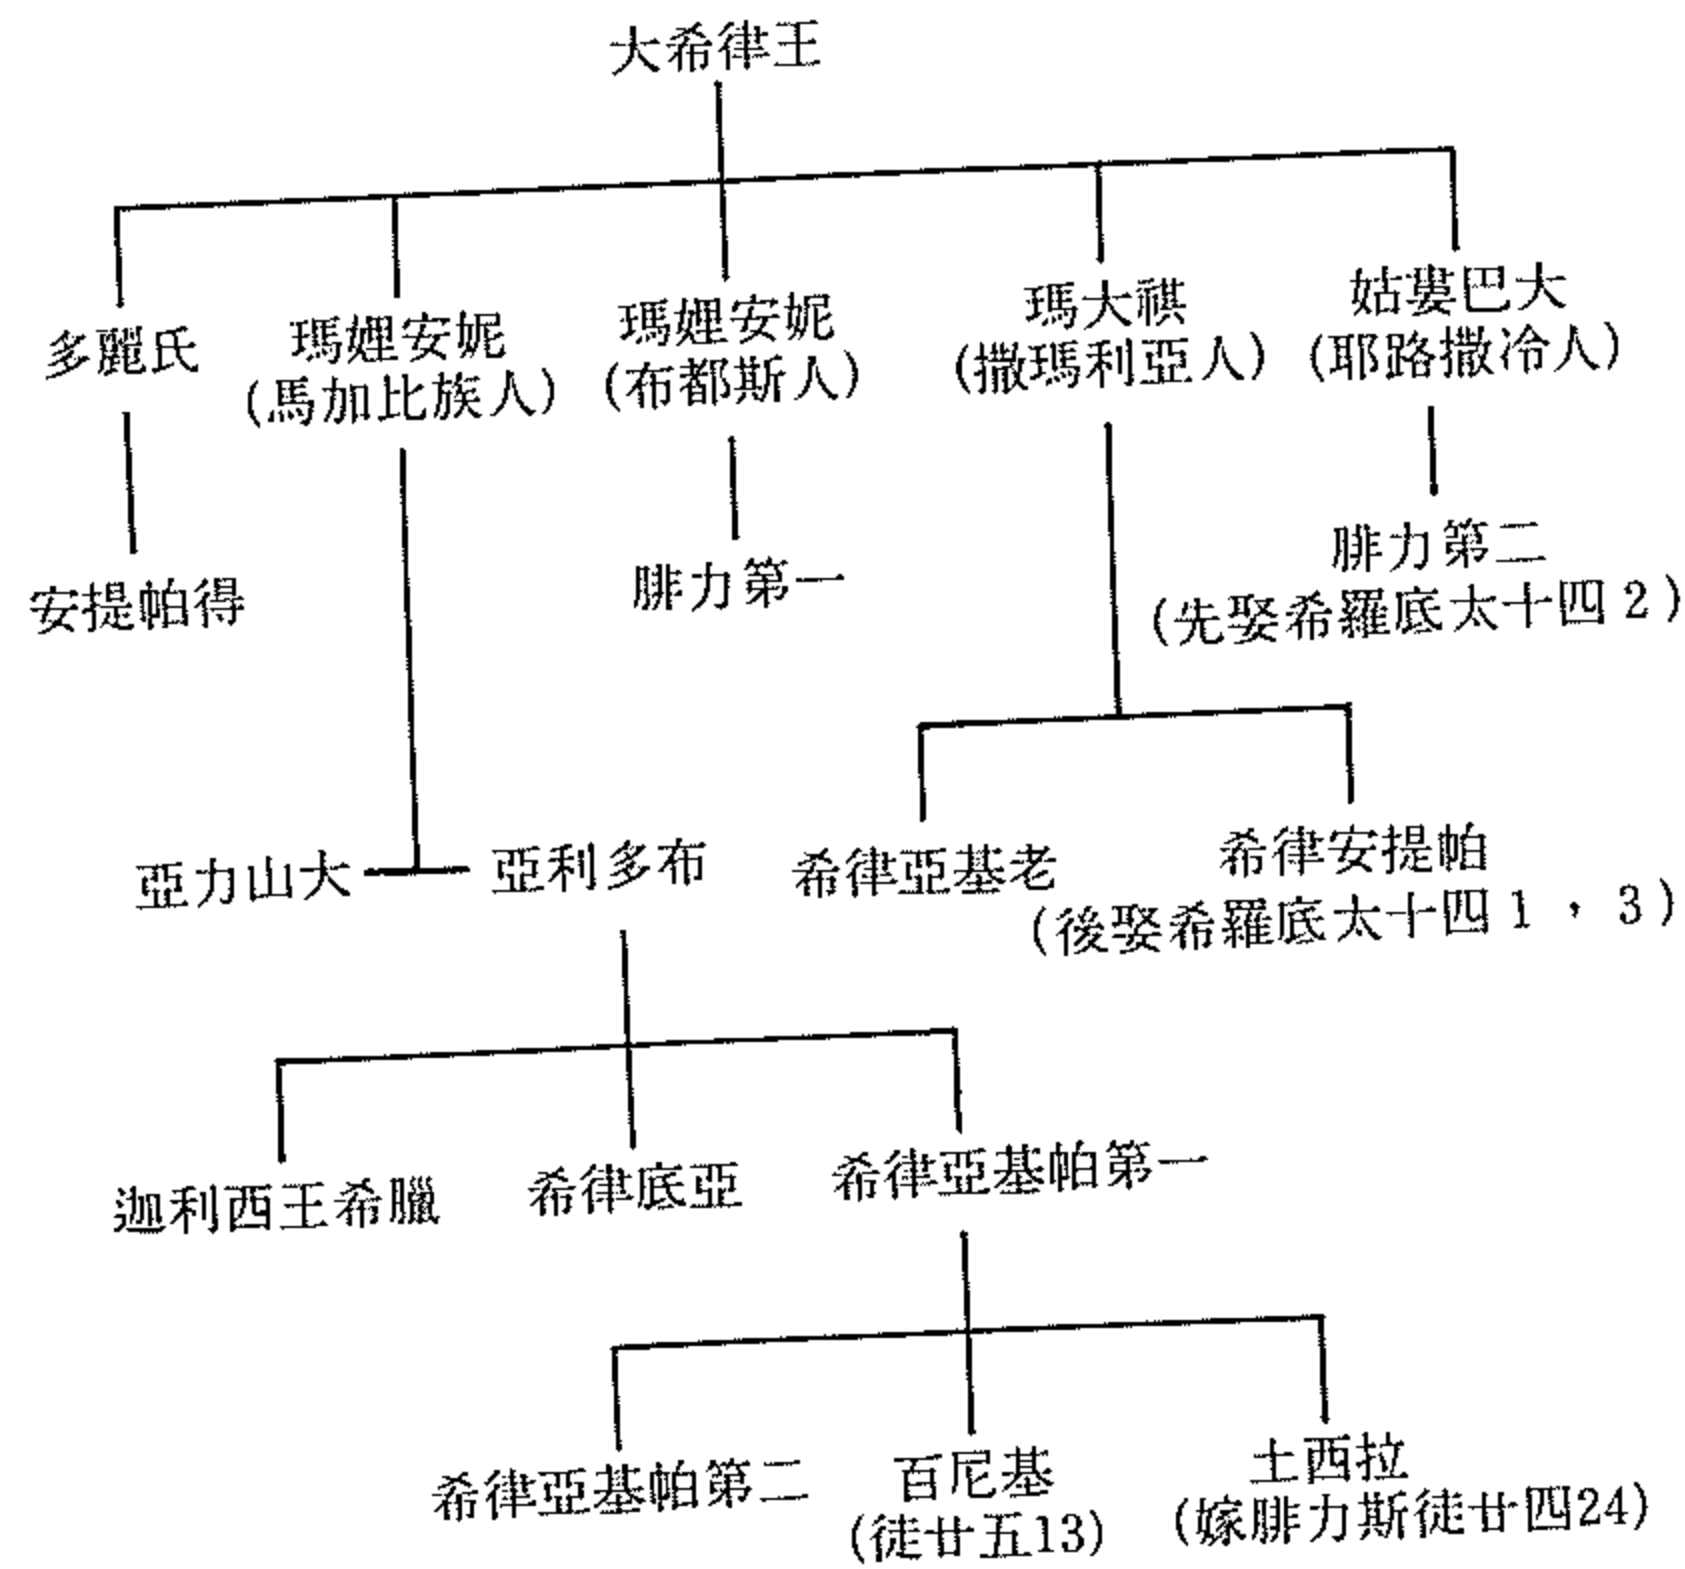 大希律王
多麗氏
瑪娌安妮
(馬加比族人)
瑪娌安妮
(布都斯人)
瑪大祺
(撒瑪利亞人)
姑婁巴大
(耶路撒冷人)
安提帕得
腓力第一
腓力第二
(先娶希羅底太十四2)
亞力山大
亞利多布
希律亞基老
希律安提帕
(後娶希羅底太十四1，3)
迦利西王希臘
希律底亞
希律亞基帕第一
希律亞基帕第二
百尼基
(徒廿五13)
土西拉
(嫁腓力斯徒廿四24)